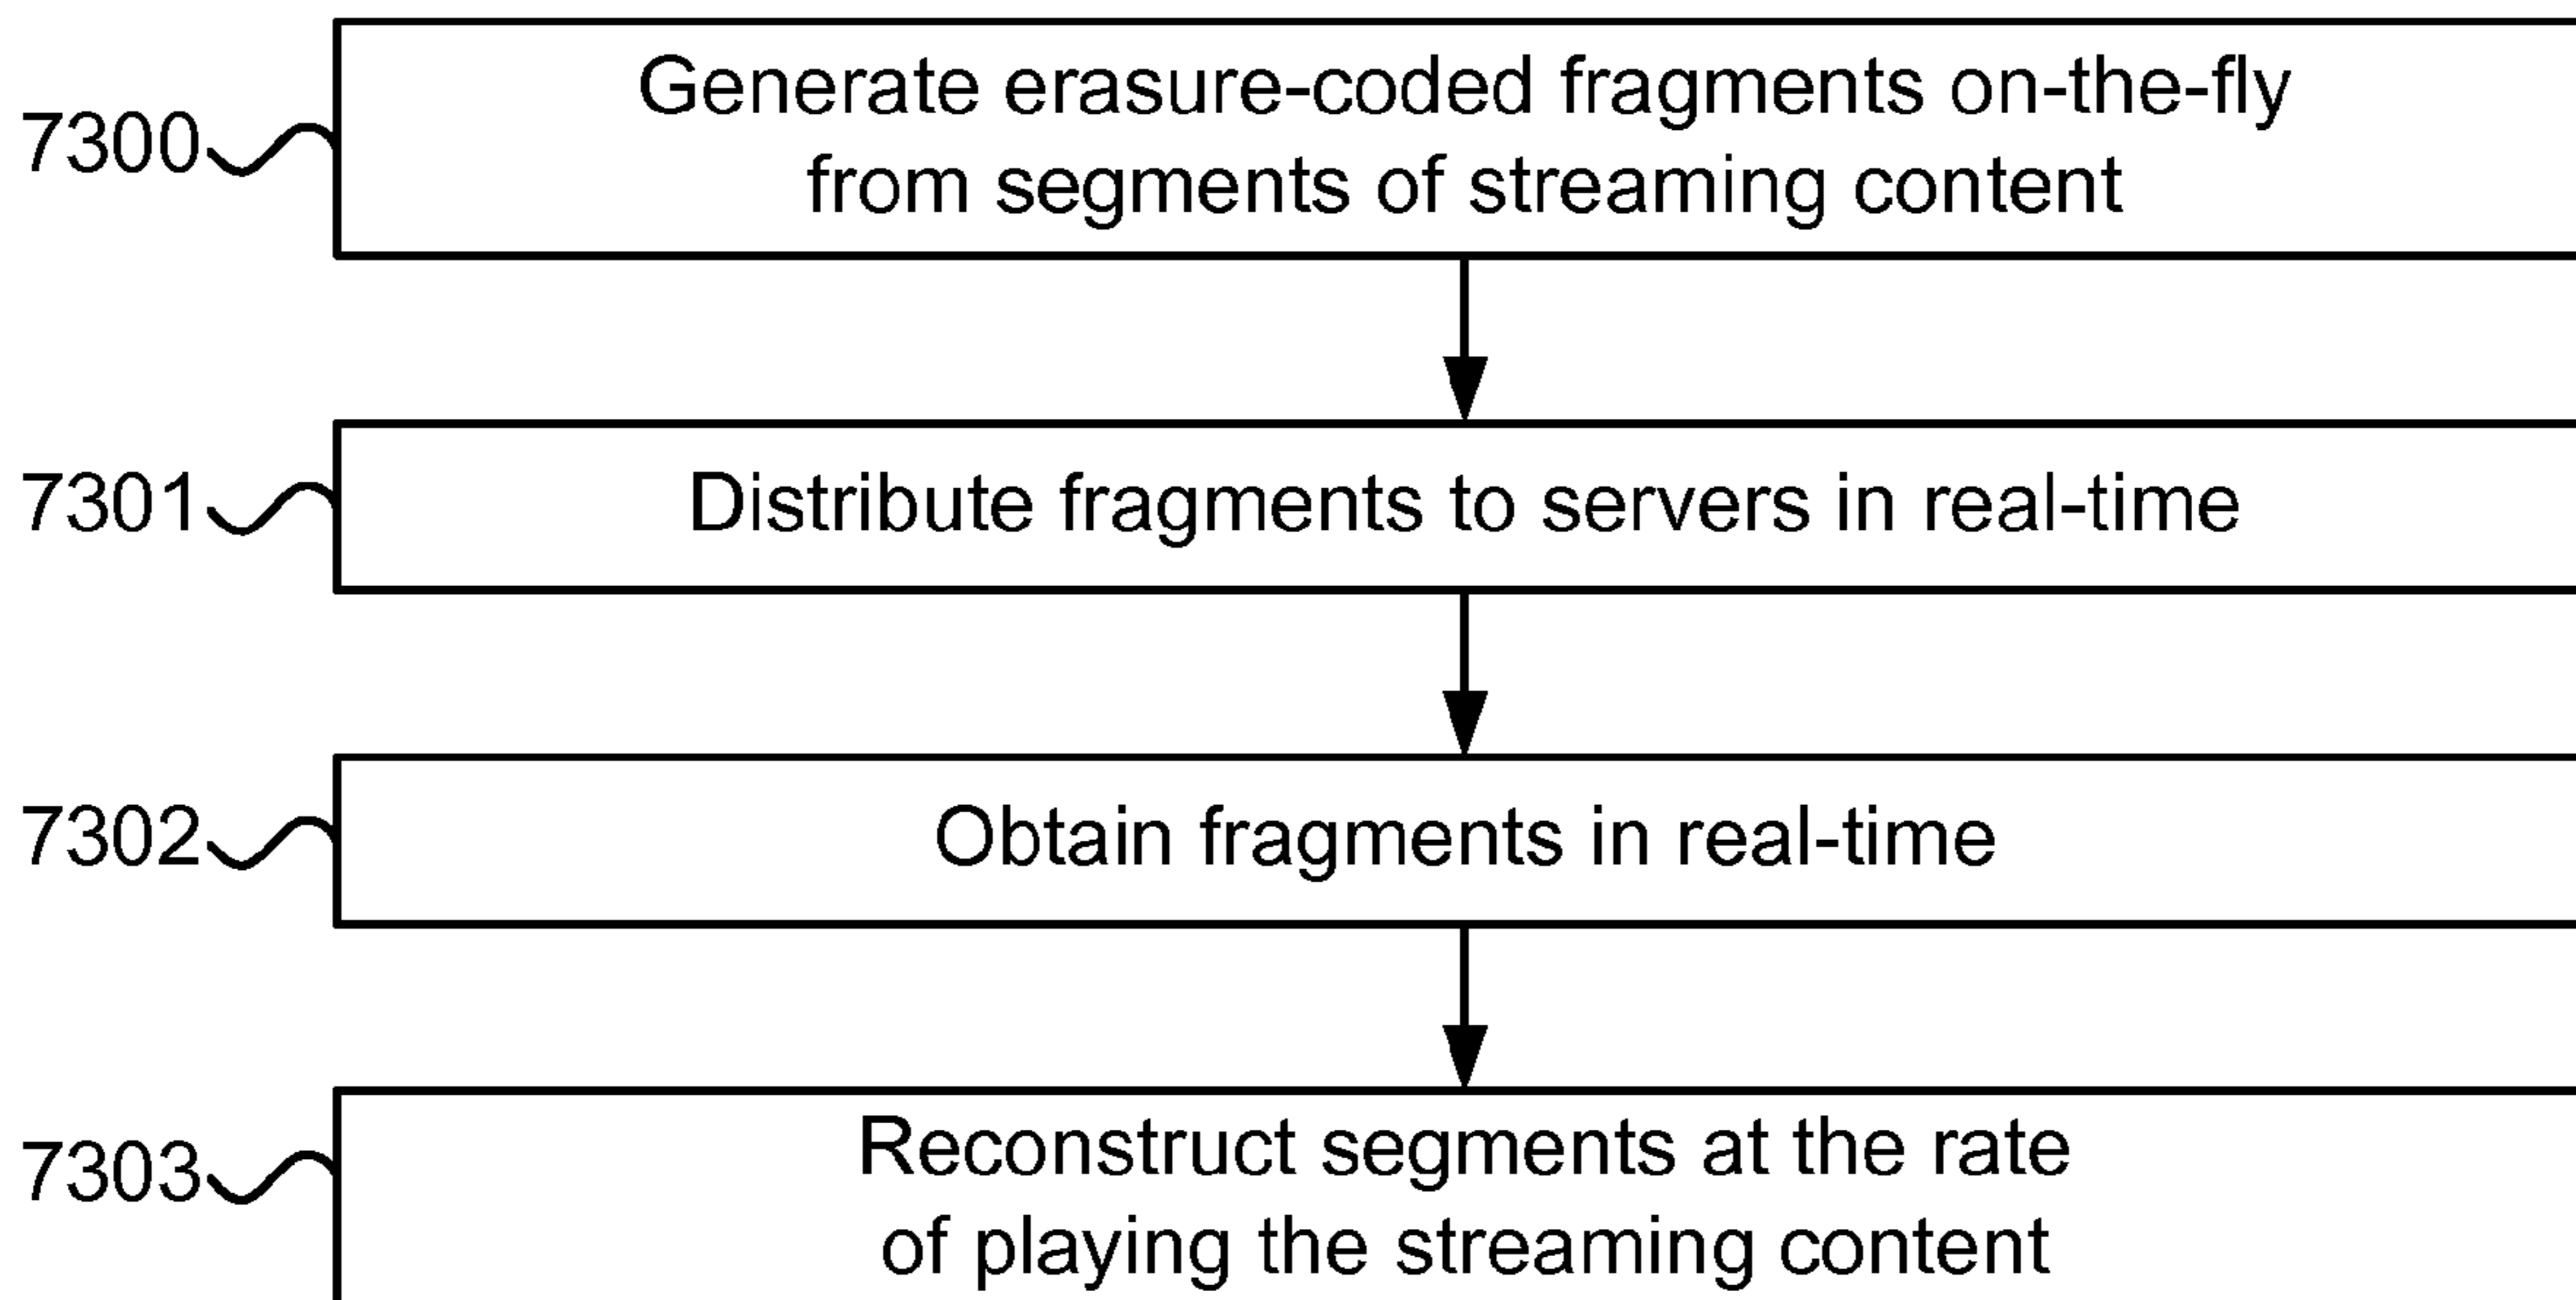 Generate erasure-coded fragments on-the-fly
7300
from segments of streaming content
7301 Distribute fragments to servers in real-time
7302 Obtain fragments in real-time
Reconstruct segments at the rate
7303
of playing the streaming content